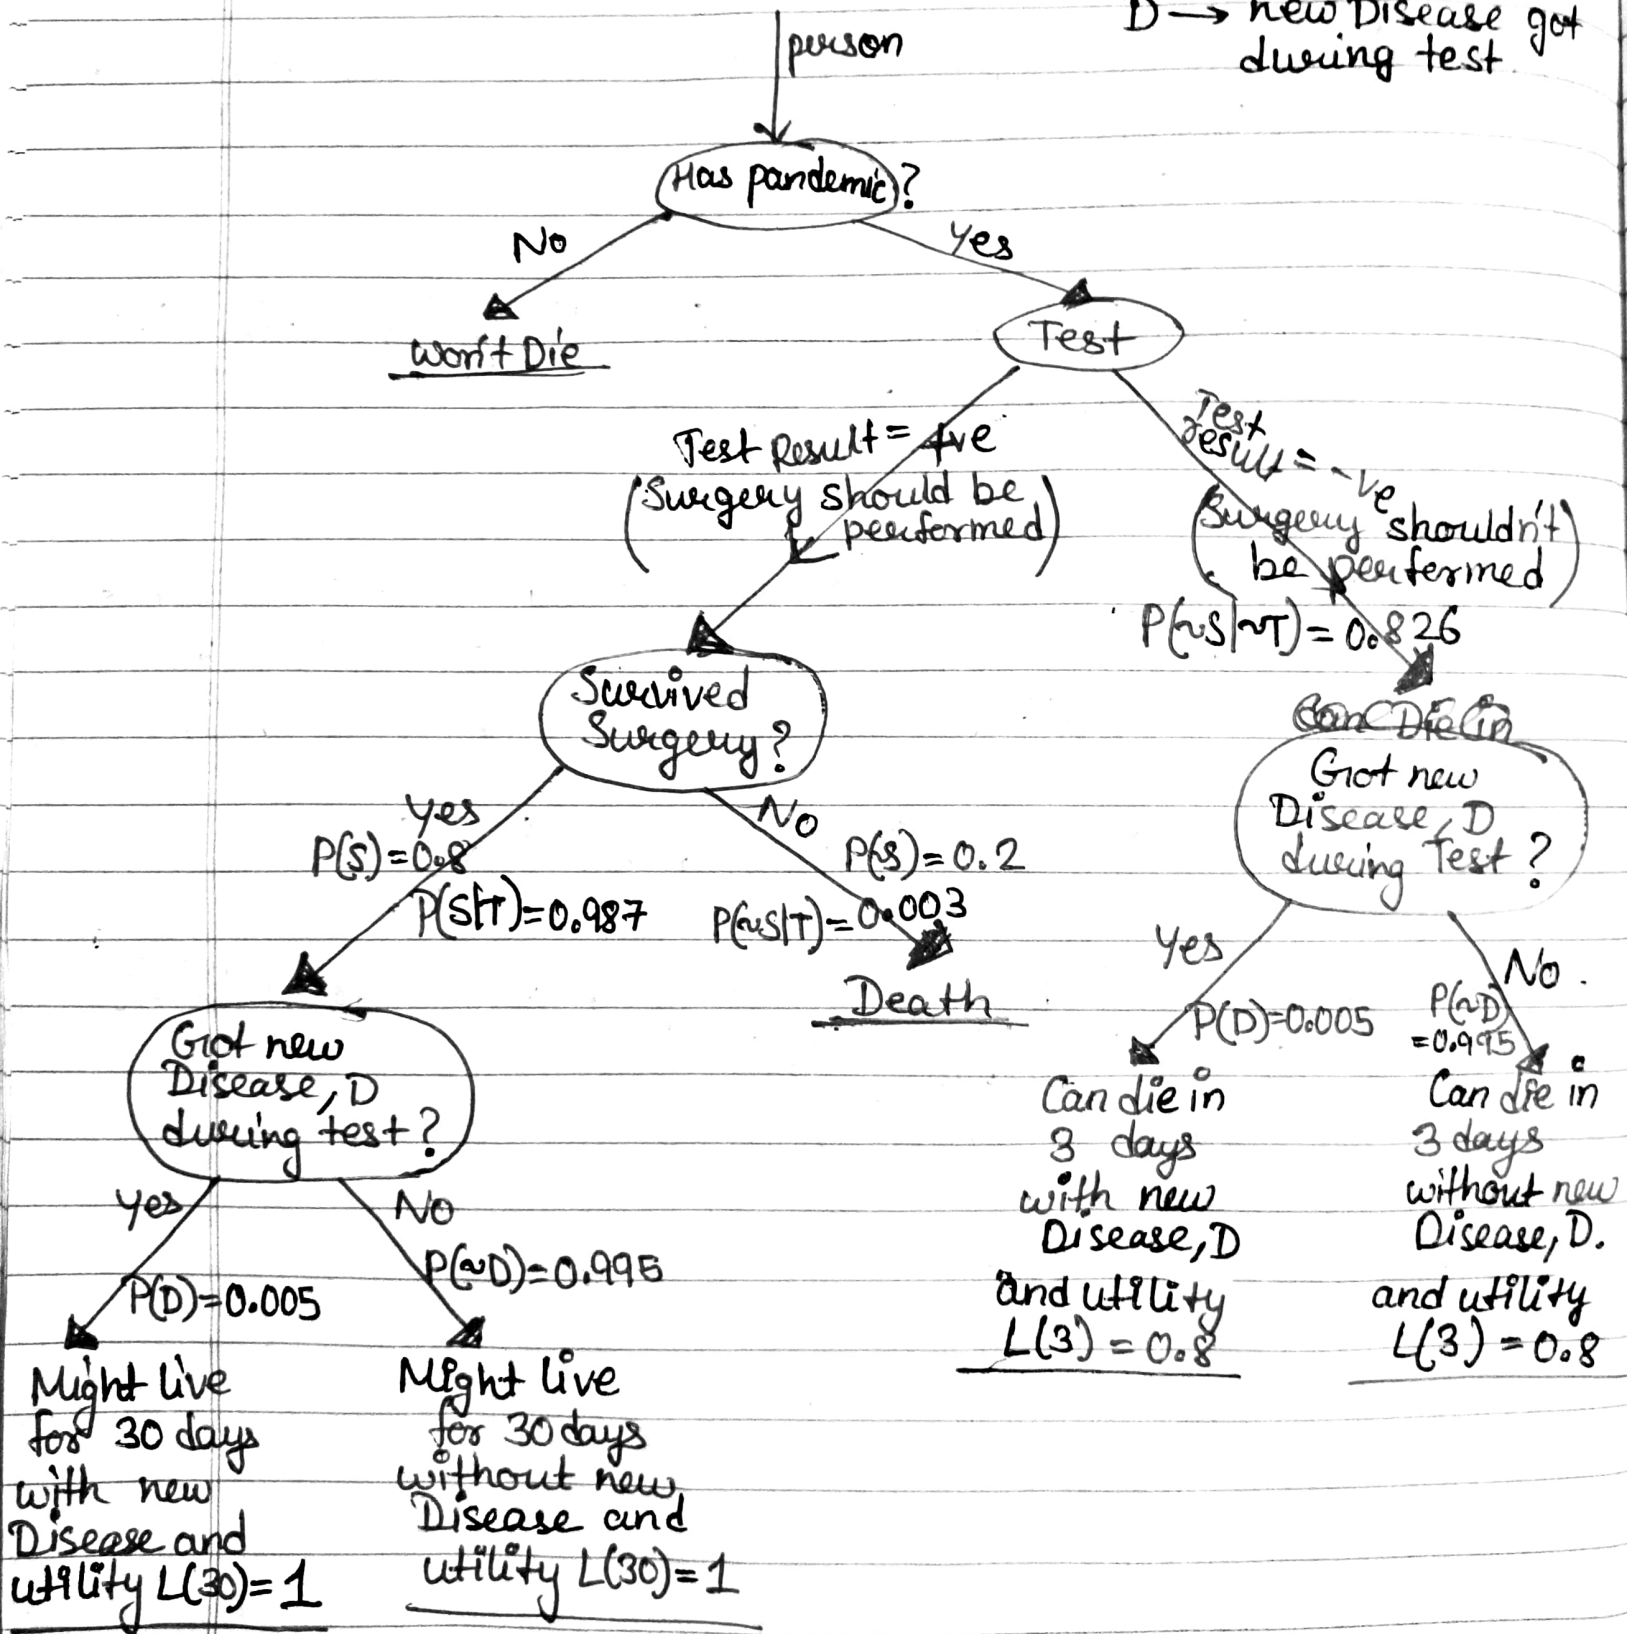 D → new Disease got
during test
person
Has pandemic?
No
Yes
Won't Die
Test
Test Result = +ve
(Surgery should be
performed)
Test
result = -ve
(Surgery shouldn't
be performed)
P(~S|~T) = 0.826
Survived
Surgery?
Yes
P(S)=0.8
P(S|T)=0.987
No
P(~S)=0.2
P(~S|T)=0.003
Death
Can Die in
Got new
Disease, D
during Test?
Yes
P(D)=0.005
No
P(~D)
=0.995
Can die in
3 days
with new
Disease, D
and utility
L(3) = 0.8
Can die in
3 days
without new
Disease, D.
and utility
L(3) = 0.8
Got new
Disease, D
during test?
Yes
P(D)=0.005
No
P(~D)=0.995
Might live
for 30 days
with new
Disease and
utility L(30)=1
Might live
for 30 days
without new
Disease and
utility L(30)=1